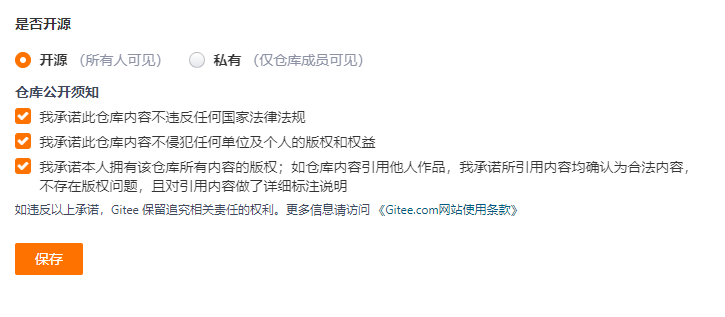 是否开源
开源 （所有人可见） 私有 （仅仓库成员可见）
仓库公开须知
我承诺此仓库内容不违反任何国家法律法规
我承诺此仓库内容不侵犯任何单位及个人的版权和权益
我承诺本人拥有该仓库所有内容的版权；如仓库内容引用他人作品，我承诺所引用内容均确认为合法内容，
不存在版权问题，且对引用内容做了详细标注说明
如违反以上承诺，Gitee 保留追究相关责任的权利。更多信息请访问 《Gitee.com网站使用条款》
保存